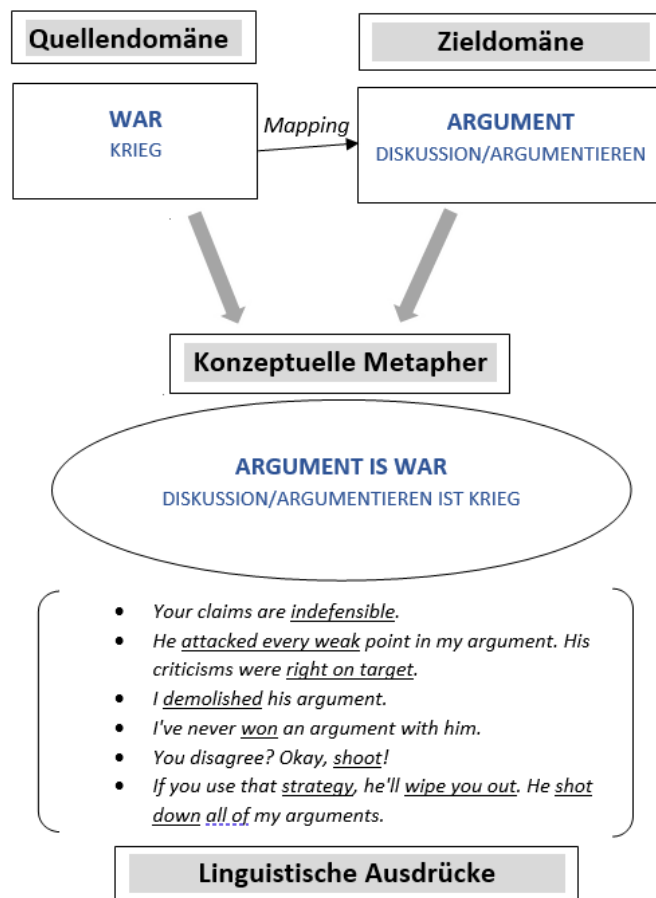 Quellendomäne
Zieldomäne
WAR
KRIEG
Mapping
ARGUMENT
DISKUSSION/ARGUMENTIEREN
Konzeptuelle Metapher
ARGUMENT IS WAR
DISKUSSION/ARGUMENTIEREN IST KRIEG
• Your claims are indefensible.
• He attacked every weak point in my argument. His
criticisms were right on target.
• I demolished his argument.
• I've never won an argument with him.
• You disagree? Okay, shoot!
• If you use that strategy, he'll wipe you out. He shot
down all of my arguments.
Linguistische Ausdrücke